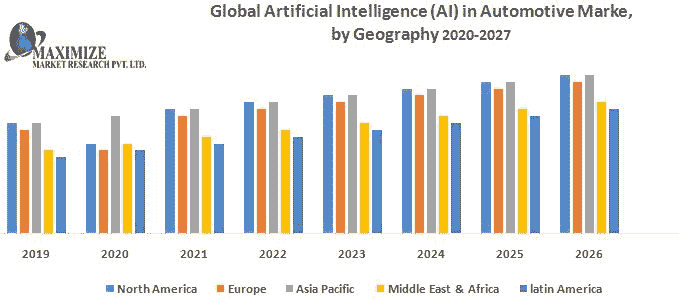 Global Artificial Intelligence (AI) in Automotive Marke,
by Geography 2020-2027
MAXIMIZE
MARKET RESEARCH PVT. LTD.
2019 2020 2021 2022 2023 2024 2025 2026
North America Europe Asia Pacific Middle East & Africa latin America